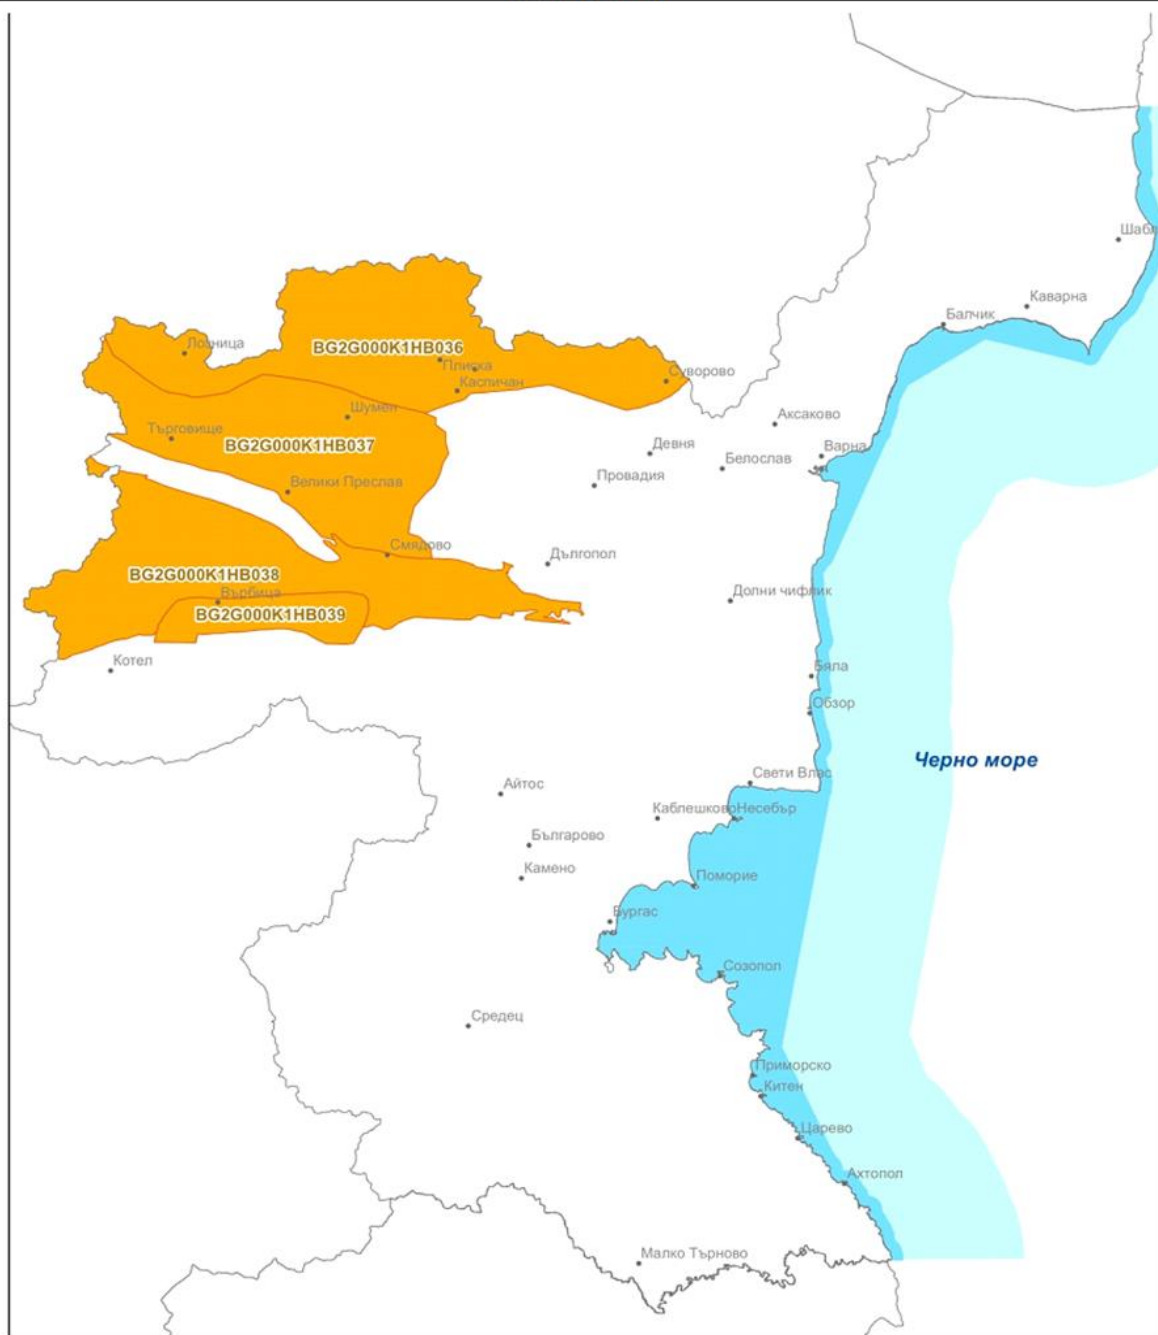 Шабл
Каварна
Балчик
Лозница
BG2G000K1HB036
Плиска
Каспичан
Суворово
Шумен
Аксаково
Търговище
BG2G000K1HB037
Девня
Варна
Белослав
Провадия
Велики Преслав
Смядово
Дългопол
BG2G000K1HB038
Върбица
Долни чифлик
BG2G000K1HB039
Котел
Бяла
Обзор
Черно море
Свети Влас
Айтос
Каблешково
Несебър
Българово
Камено
Поморие
Бургас
Созопол
Средец
Приморско
Китен
Царево
Ахтопол
Малко Търново